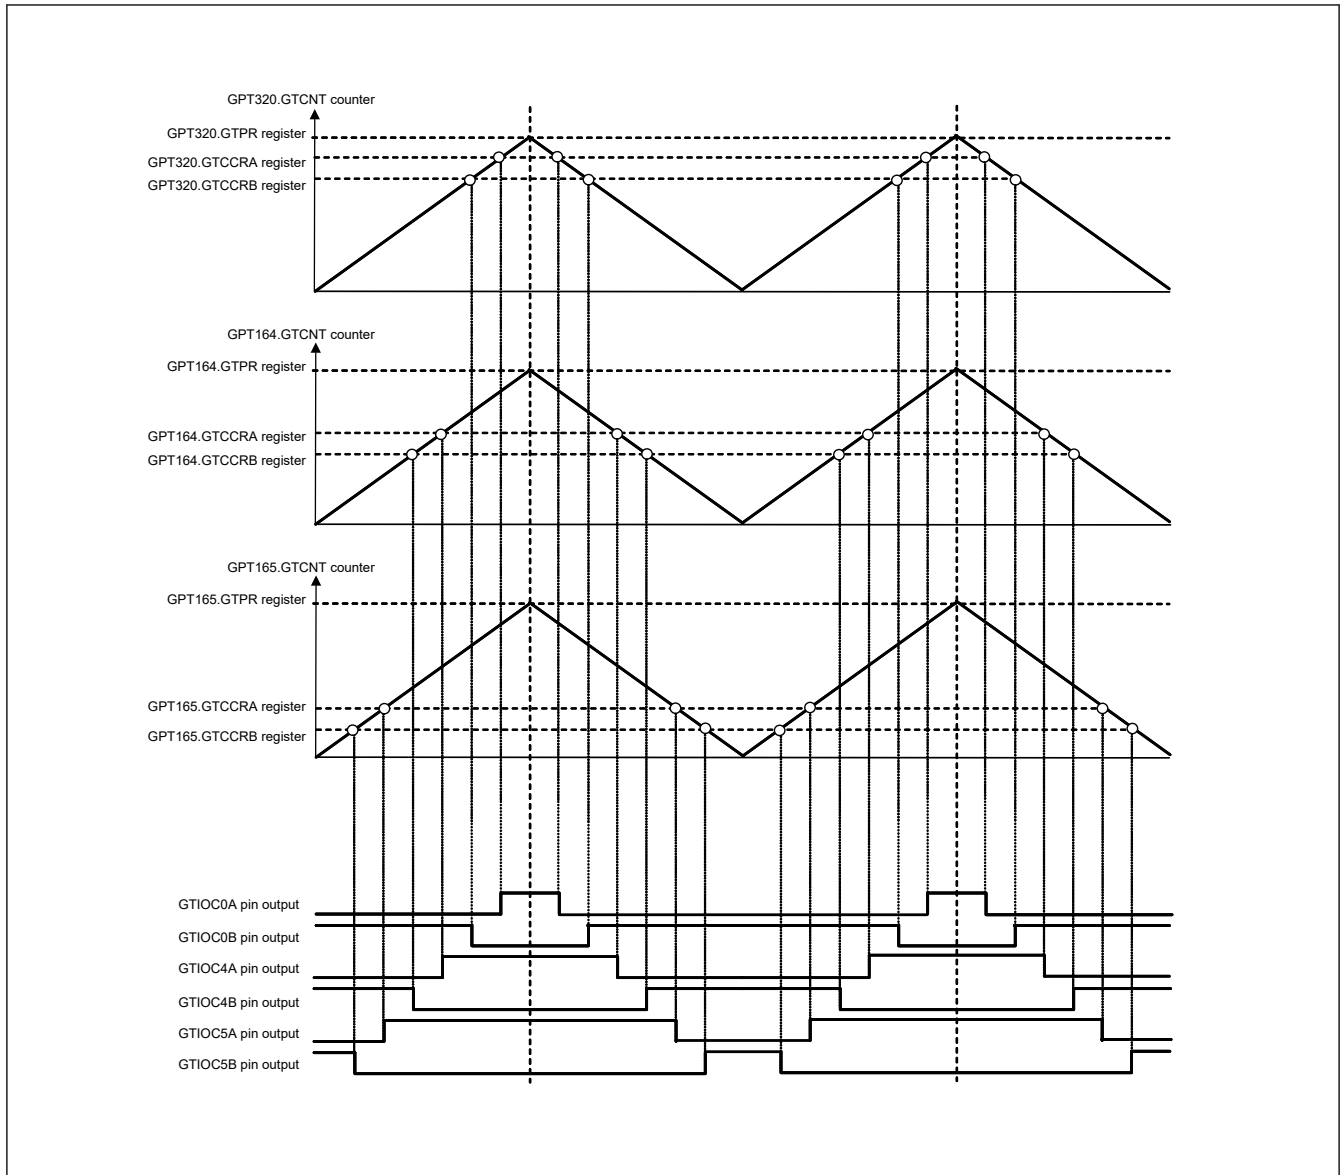 GPT320.GTCNT counter
GPT320.GTPR register
GPT320.GTCCRA register
GPT320.GTCCRB register
GPT164.GTCNT counter
GPT164.GTPR register
GPT164.GTCCRA register
GPT164.GTCCRB register
GPT165.GTCNT counter
GPT165.GTPR register
GPT165.GTCCRA register
GPT165.GTCCRB register
GTIOC0A pin output
GTIOC0B pin output
GTIOC4A pin output
GTIOC4B pin output
GTIOC5A pin output
GTIOC5B pin output